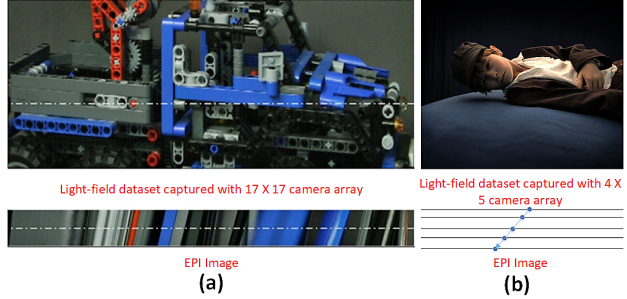 Light-field dataset captured with 17 X 17 camera array
Light-field dataset captured with 4 X
5 camera array
EPI Image
EPI Image
(a)
(b)